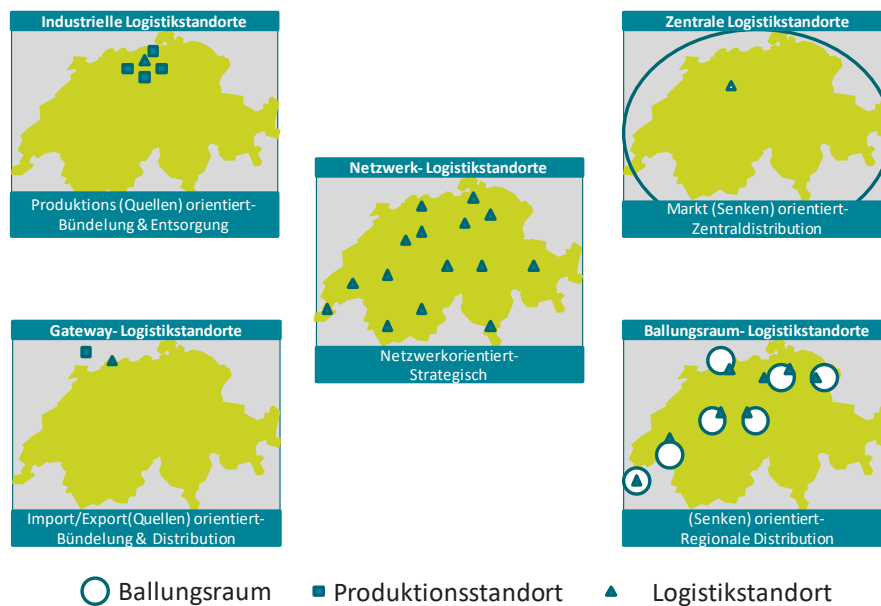 Industrielle Logistikstandorte
Produktions (Quellen) orientiert-
Bündelung & Entsorgung
Zentrale Logistikstandorte
Markt (Senken) orientiert-
Zentraldistribution
Netzwerk- Logistikstandorte
Netzwerkorientiert-
Strategisch
Gateway- Logistikstandorte
Import/Export(Quellen) orientiert-
Bündelung & Distribution
Ballungsraum- Logistikstandorte
(Senken) orientiert-
Regionale Distribution
Ballungsraum
Produktionsstandort
Logistikstandort